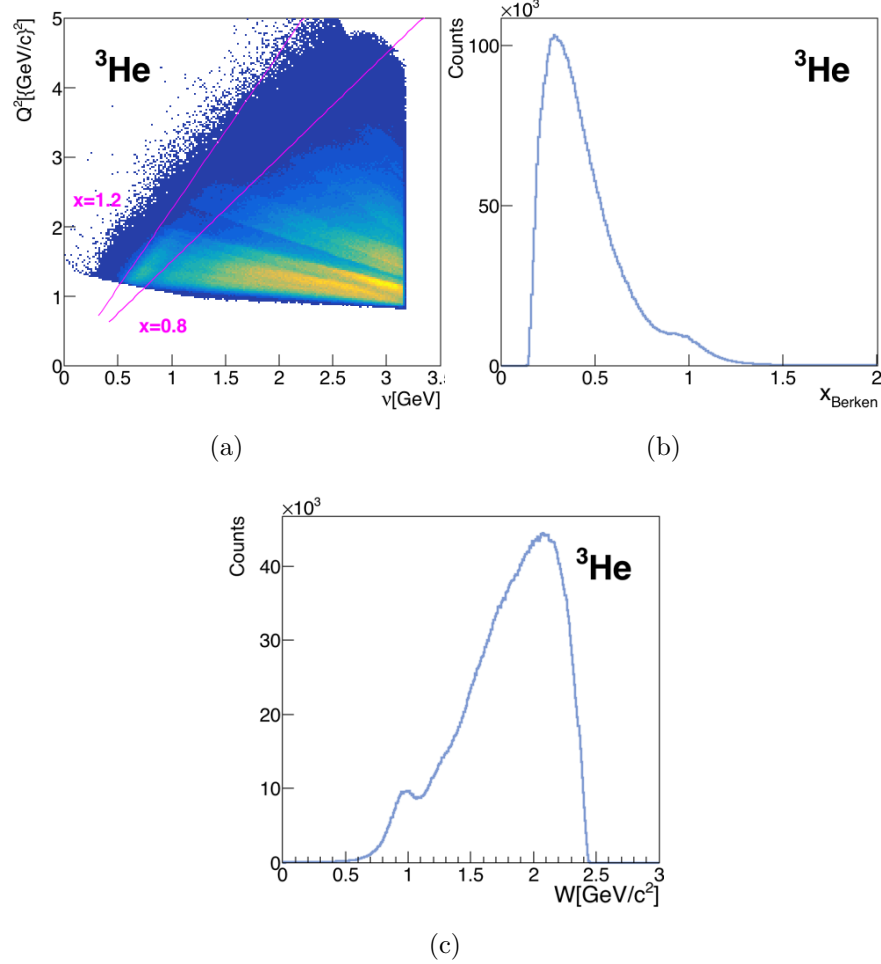 5
4
3
2
1
0
Q²[(GeV/c)²]
³He
x=1.2
x=0.8
0 0.5 1 1.5 2 2.5 3 3.5
ν[GeV]
(a)
×10³
Counts
100
50
0
³He
0 0.5 1 1.5 2
x_Berken
(b)
×10³
Counts
40
30
20
10
0
³He
0 0.5 1 1.5 2 2.5 3
W[GeV/c²]
(c)